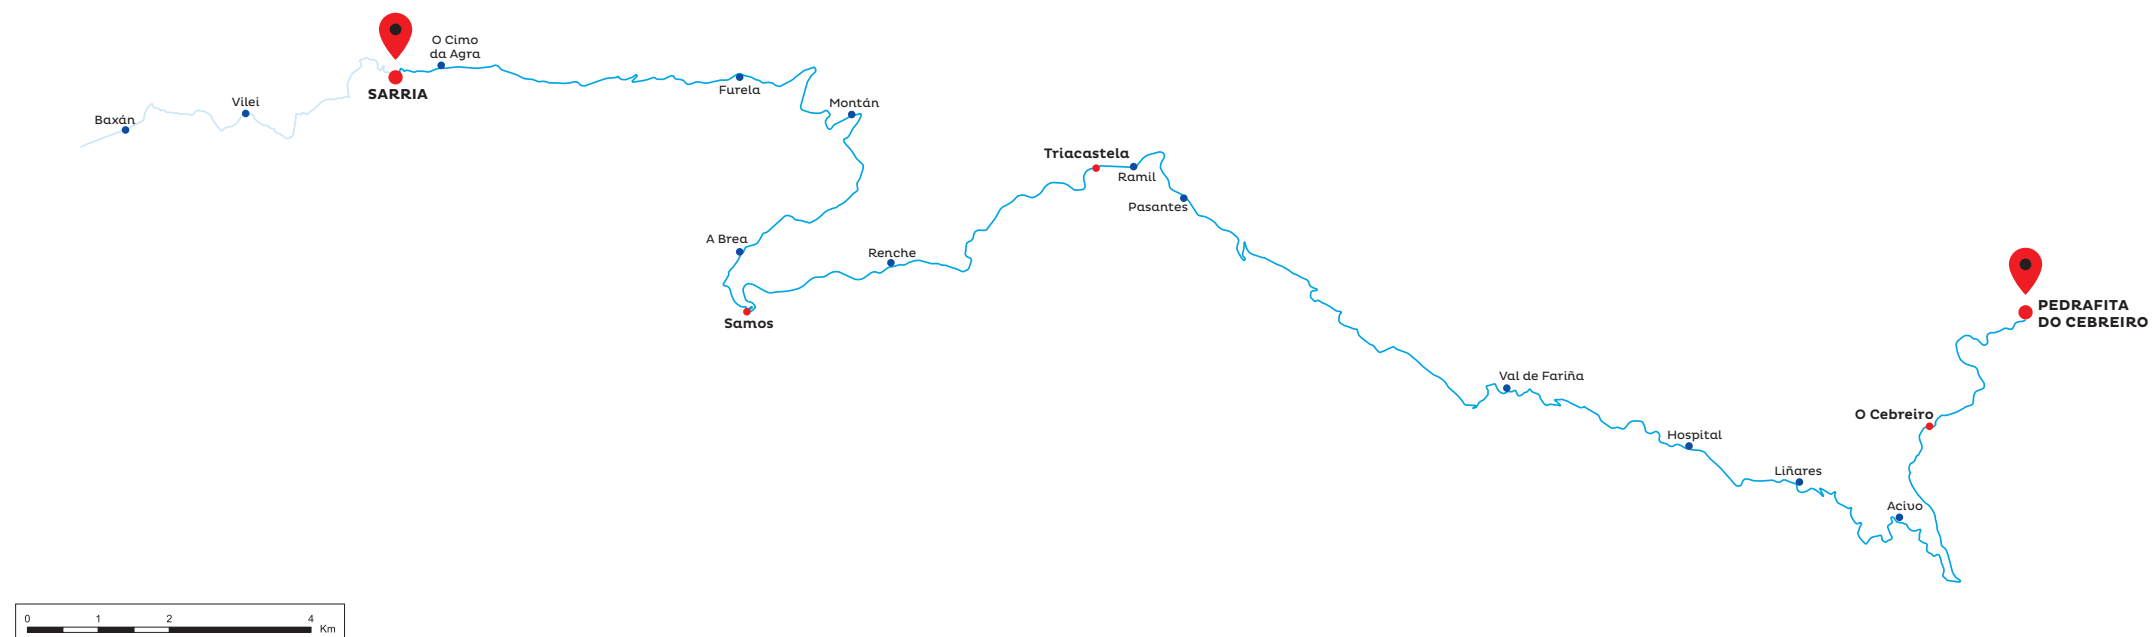 O Cimo
da Agra
SARRIA
Furela
Vilei
Montán
Baxán
Triacastela
Ramil
Pasantes
A Brea
Renche
Samos
PEDRAFITA
DO CEBREIRO
Val de Fariña
O Cebreiro
Hospital
Liñares
Acivo
0 1 2 4
Km